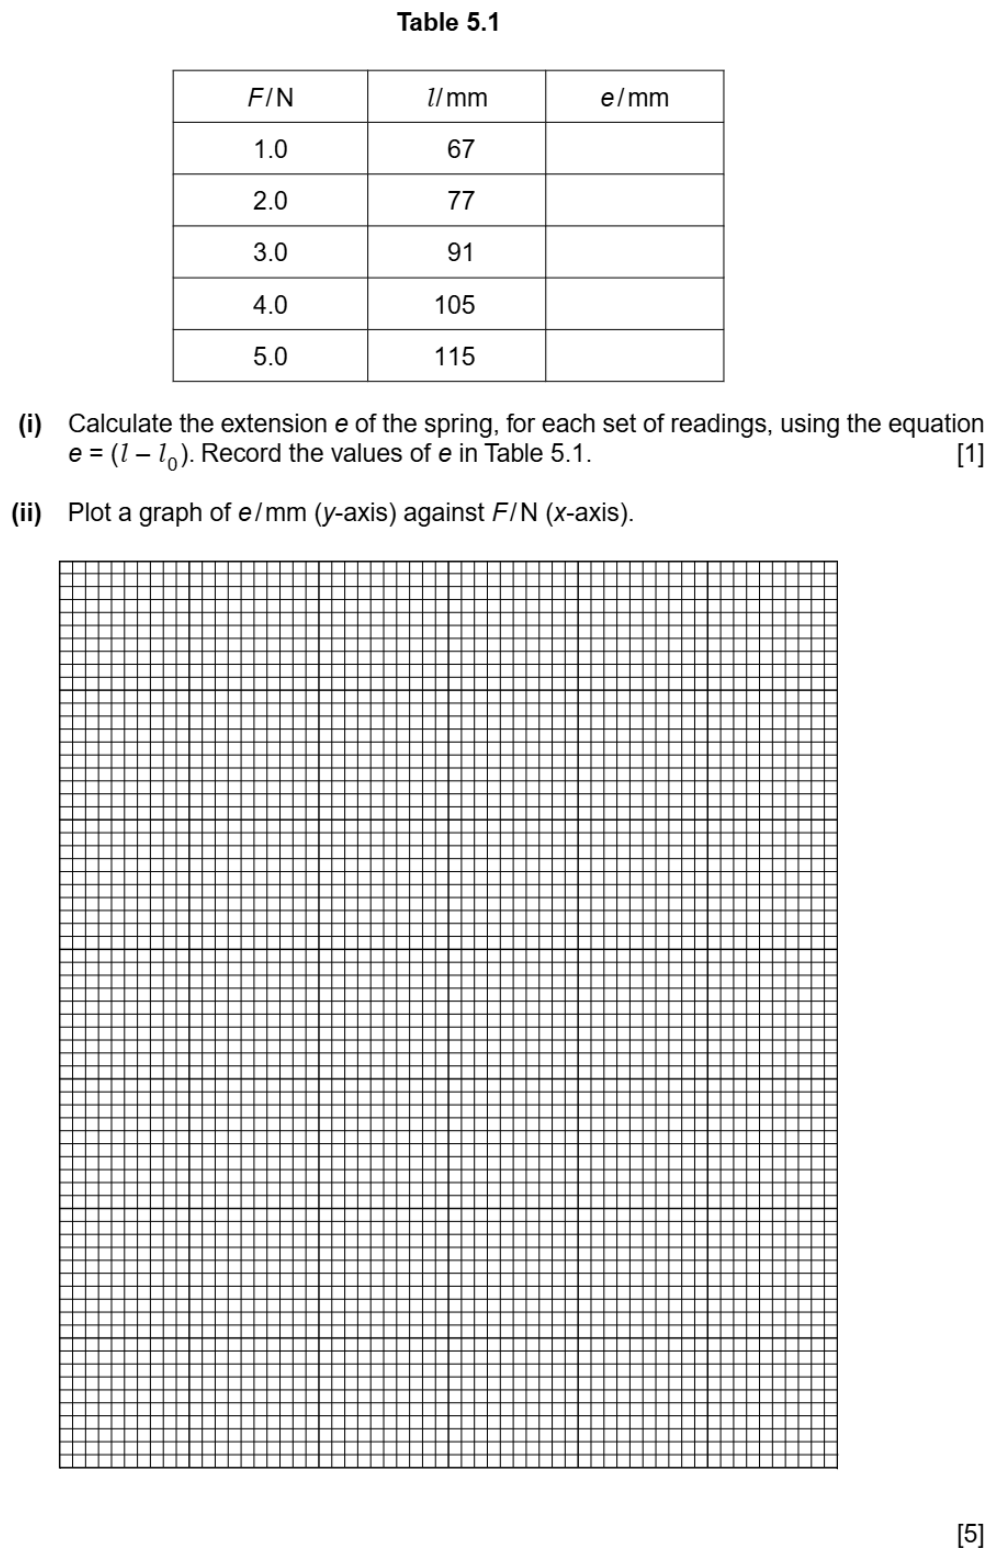 Table 5.1
F/N l/mm e/mm
1.0 67
2.0 77
3.0 91
4.0 105
5.0 115
(i) Calculate the extension e of the spring, for each set of readings, using the equation
e = (l – l₀). Record the values of e in Table 5.1. [1]
(ii) Plot a graph of e/mm (y-axis) against F/N (x-axis).
[5]